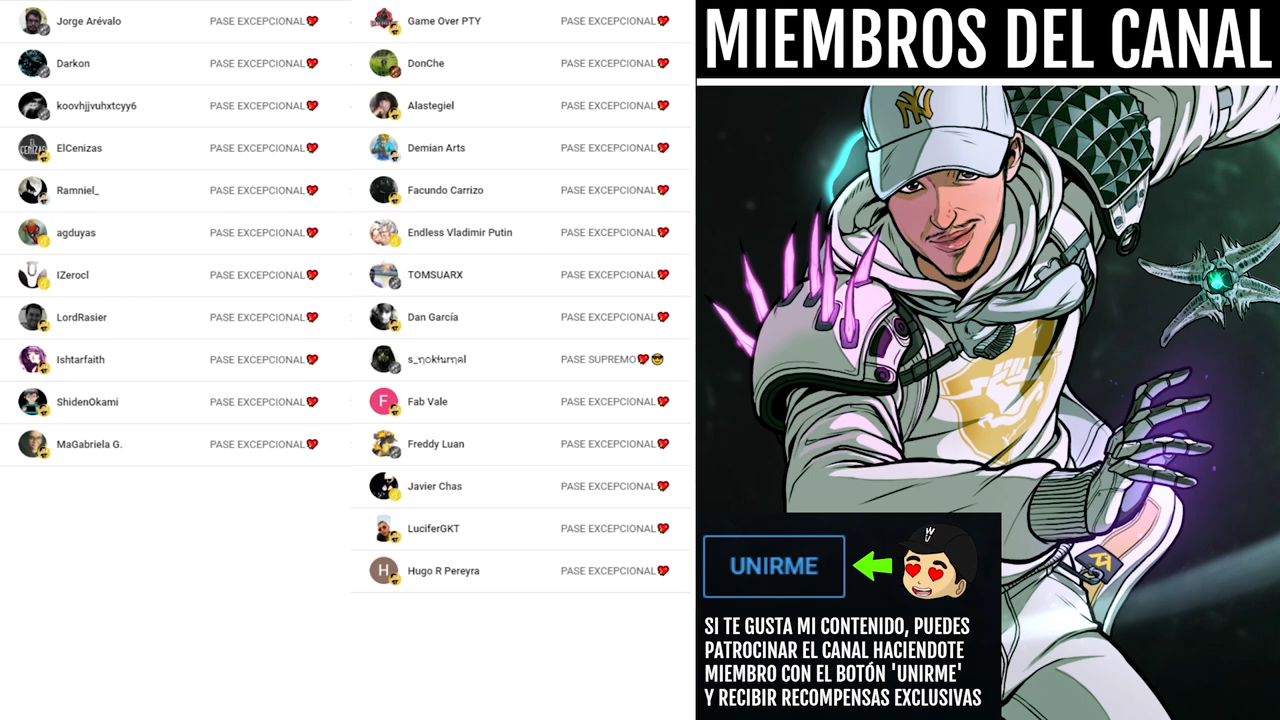 Jorge Arévalo PASE EXCEPCIONAL
Darkon PASE EXCEPCIONAL
koovhjjvuhxtcyy6 PASE EXCEPCIONAL
ElCenizas PASE EXCEPCIONAL
Ramniel_ PASE EXCEPCIONAL
agduyas PASE EXCEPCIONAL
IZerocl PASE EXCEPCIONAL
LordRasier PASE EXCEPCIONAL
Ishtarfaith PASE EXCEPCIONAL
ShidenOkami PASE EXCEPCIONAL
MaGabriela G. PASE EXCEPCIONAL
Game Over PTY PASE EXCEPCIONAL
DonChe PASE EXCEPCIONAL
Alastegiel PASE EXCEPCIONAL
Demian Arts PASE EXCEPCIONAL
Facundo Carrizo PASE EXCEPCIONAL
Endless Vladimir Putin PASE EXCEPCIONAL
TOMSUARX PASE EXCEPCIONAL
Dan García PASE EXCEPCIONAL
PASE SUPREMO
F Fab Vale PASE EXCEPCIONAL
Freddy Luan PASE EXCEPCIONAL
Javier Chas PASE EXCEPCIONAL
LuciferGKT PASE EXCEPCIONAL
H Hugo R Pereyra PASE EXCEPCIONAL
MIEMBROS DEL CANAL
NY
UNIRME
SI TE GUSTA MI CONTENIDO, PUEDES
PATROCINAR EL CANAL HACIENDOTE
MIEMBRO CON EL BOTÓN 'UNIRME'
Y RECIBIR RECOMPENSAS EXCLUSIVAS